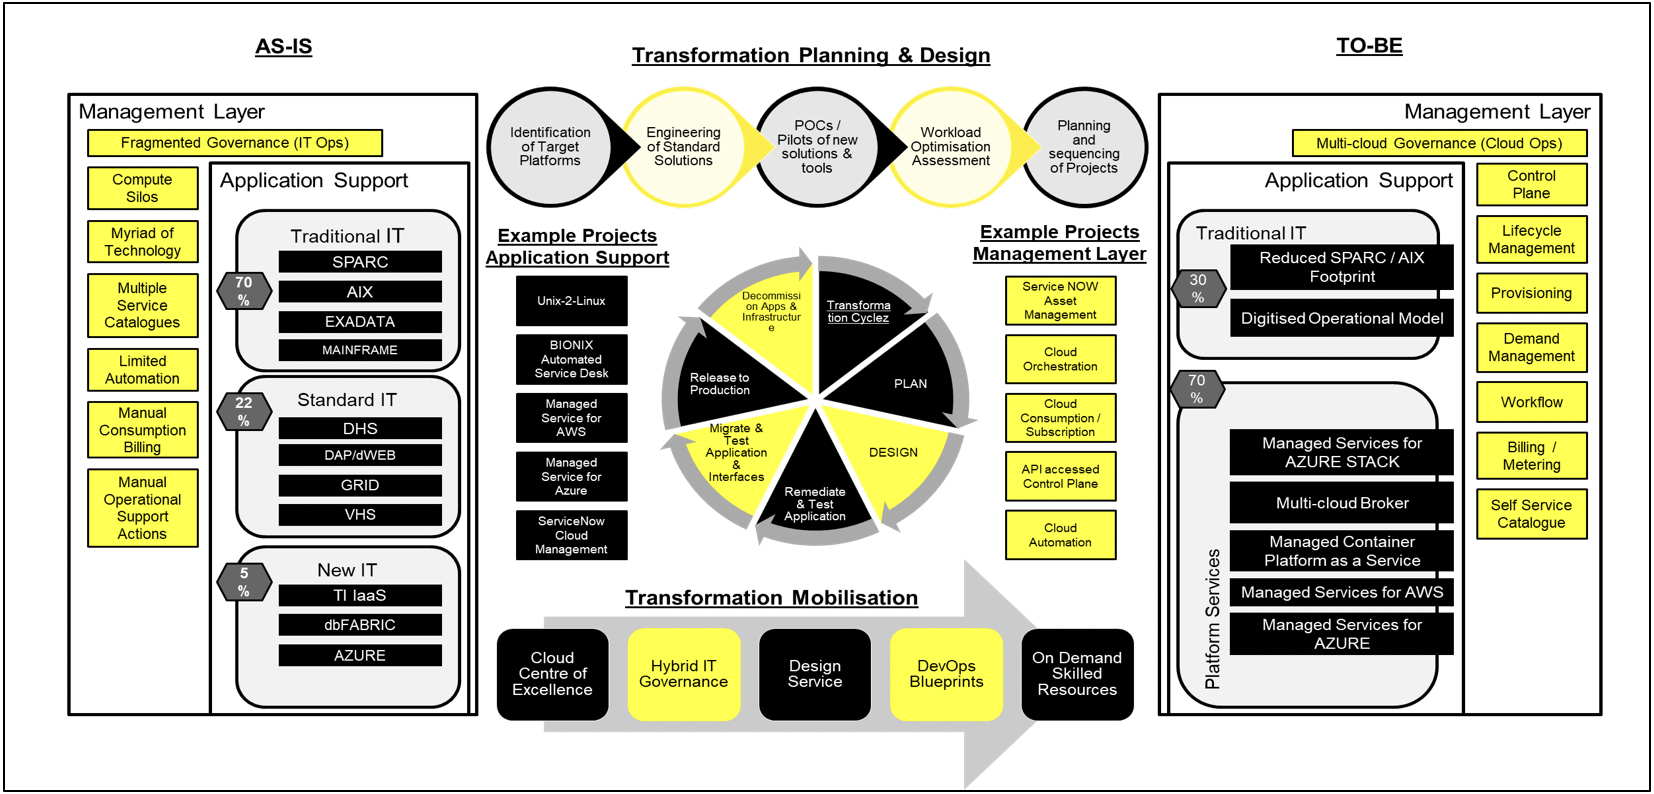 AS-IS
Management Layer
Fragmented Governance (IT Ops)
Compute
Silos
Myriad of
Technology
Multiple
Service
Catalogues
Limited
Automation
Manual
Consumption
Billing
Manual
Operational
Support
Actions
Application Support
Traditional IT
70
%
SPARC
AIX
EXADATA
MAINFRAME
22
%
Standard IT
DHS
DAP/dWEB
GRID
VHS
5
%
New IT
TI IaaS
dbFABRIC
AZURE
Transformation Planning & Design
Identification
of Target
Platforms
Engineering
of Standard
Solutions
POCs /
Pilots of new
solutions &
tools
Workload
Optimisation
Assessment
Planning
and
sequencing
of Projects
Example Projects
Application Support
Unix-2-Linux
BIONIX
Automated
Service Desk
Managed
Service for
AWS
Managed
Service for
Azure
ServiceNow
Cloud
Management
Transforma
tion Cyclez
PLAN
DESIGN
Remediate
& Test
Application
Migrate &
Test
Application
&
Interfaces
Release to
Production
Decommissi
on Apps &
Infrastructur
e
Example Projects
Management Layer
Service NOW
Asset
Management
Cloud
Orchestration
Cloud
Consumption /
Subscription
API accessed
Control Plane
Cloud
Automation
Transformation Mobilisation
Cloud
Centre of
Excellence
Hybrid IT
Governance
Design
Service
DevOps
Blueprints
On Demand
Skilled
Resources
TO-BE
Management Layer
Multi-cloud Governance (Cloud Ops)
Application Support
Traditional IT
30
%
Reduced SPARC / AIX
Footprint
Digitised Operational Model
70
%
Platform Services
Managed Services for
AZURE STACK
Multi-cloud Broker
Managed Container
Platform as a Service
Managed Services for AWS
Managed Services for
AZURE
Control
Plane
Lifecycle
Management
Provisioning
Demand
Management
Workflow
Billing /
Metering
Self Service
Catalogue